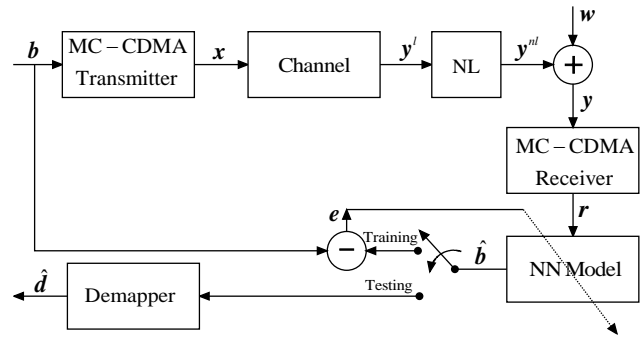 w
b
MC – CDMA
Transmitter
x
Channel
y^l
NL
y^{nl}
+
y
MC – CDMA
Receiver
r
e
Training
−
b̂
NN Model
d̂
Demapper
Testing